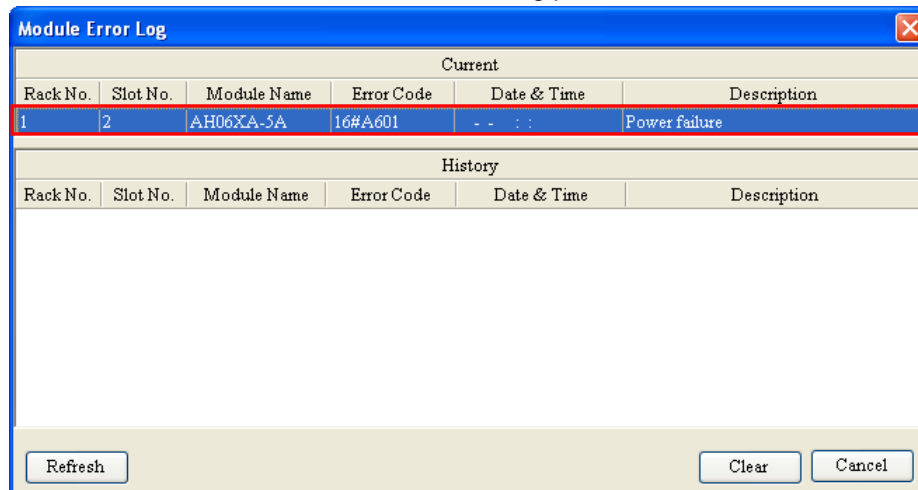 Module Error Log
Current
Rack No. Slot No. Module Name Error Code Date & Time Description
1 2 AH06XA-5A 16#A601 - - : : Power failure
History
Rack No. Slot No. Module Name Error Code Date & Time Description
Refresh Clear Cancel